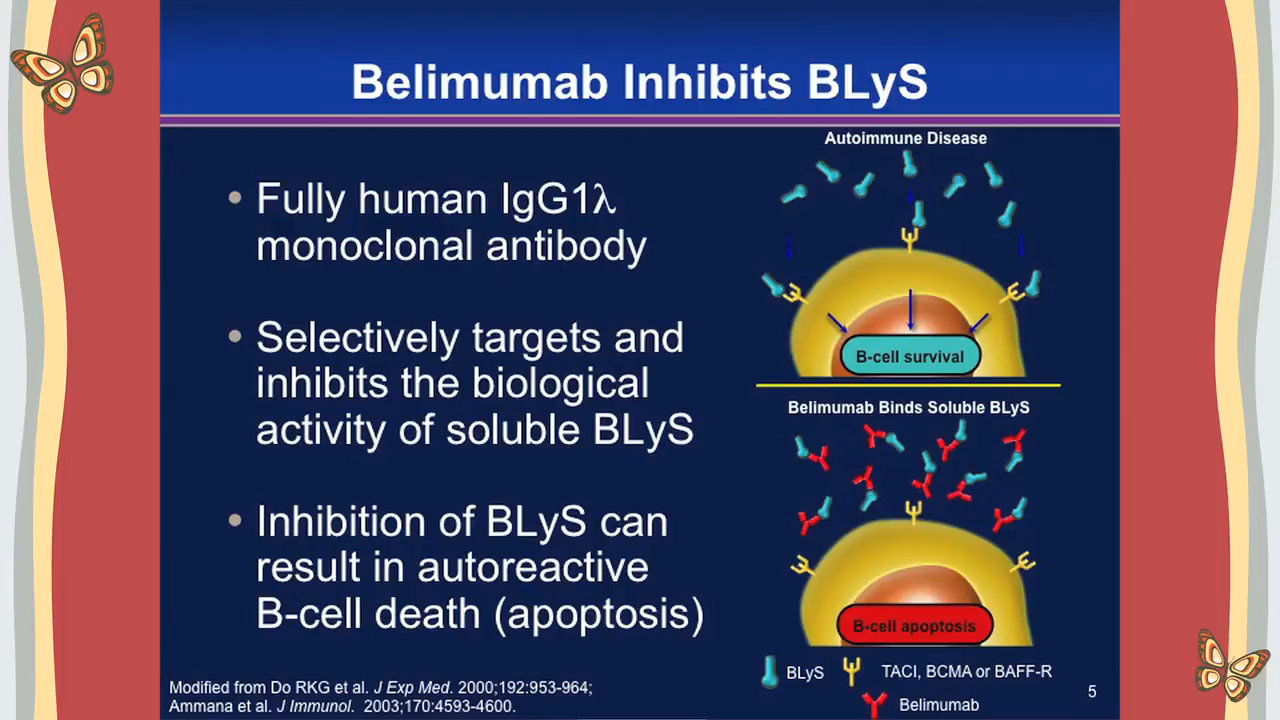 Belimumab Inhibits BLyS
• Fully human IgG1λ
monoclonal antibody
• Selectively targets and
inhibits the biological
activity of soluble BLyS
• Inhibition of BLyS can
result in autoreactive
B-cell death (apoptosis)
Autoimmune Disease
B-cell survival
Belimumab Binds Soluble BLyS
B-cell apoptosis
BLyS
TACI, BCMA or BAFF-R
Belimumab
Modified from Do RKG et al. J Exp Med. 2000;192:953-964;
Ammana et al. J Immunol. 2003;170:4593-4600.
5